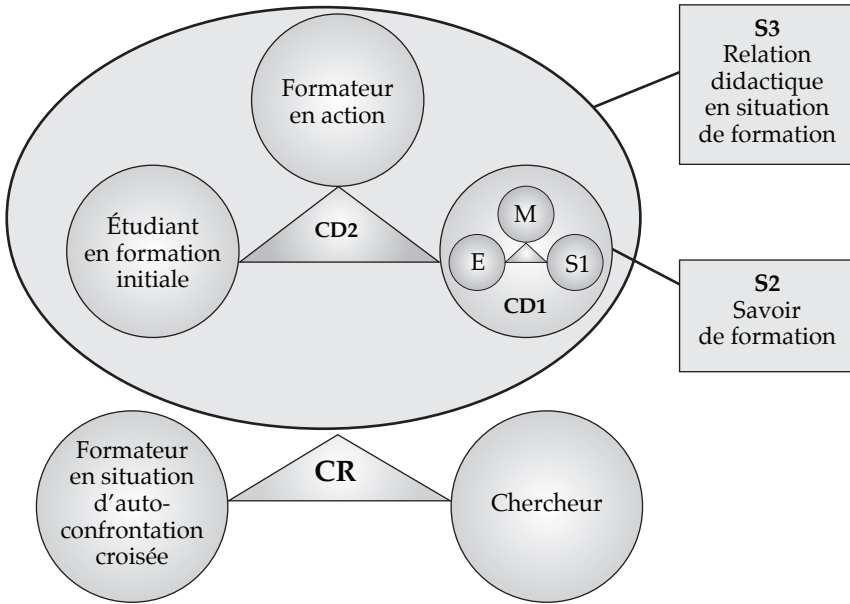 Formateur
en action
Étudiant
en formation
initiale
CD2
M
E
S1
CD1
S3
Relation
didactique
en situation
de formation
S2
Savoir
de formation
Formateur
en situation
d'auto-
confrontation
croisée
CR
Chercheur